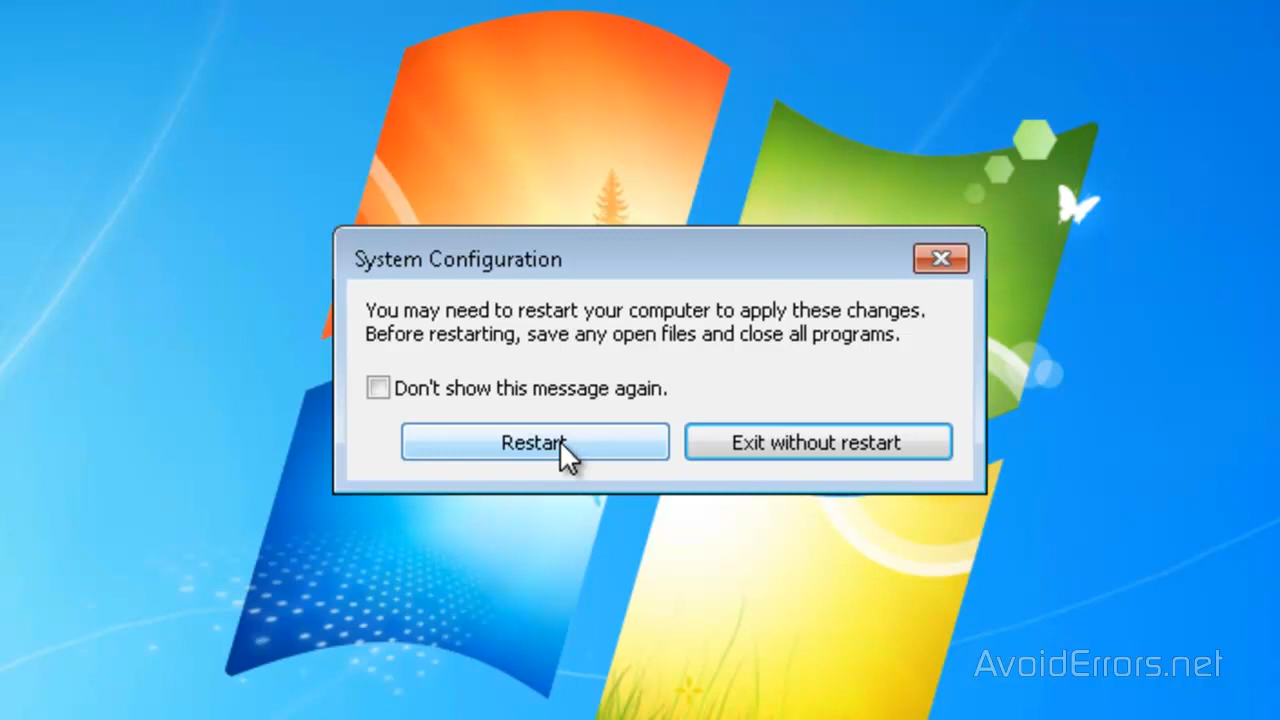 System Configuration
You may need to restart your computer to apply these changes.
Before restarting, save any open files and close all programs.
Don't show this message again.
Restart
Exit without restart
AvoidErrors.net